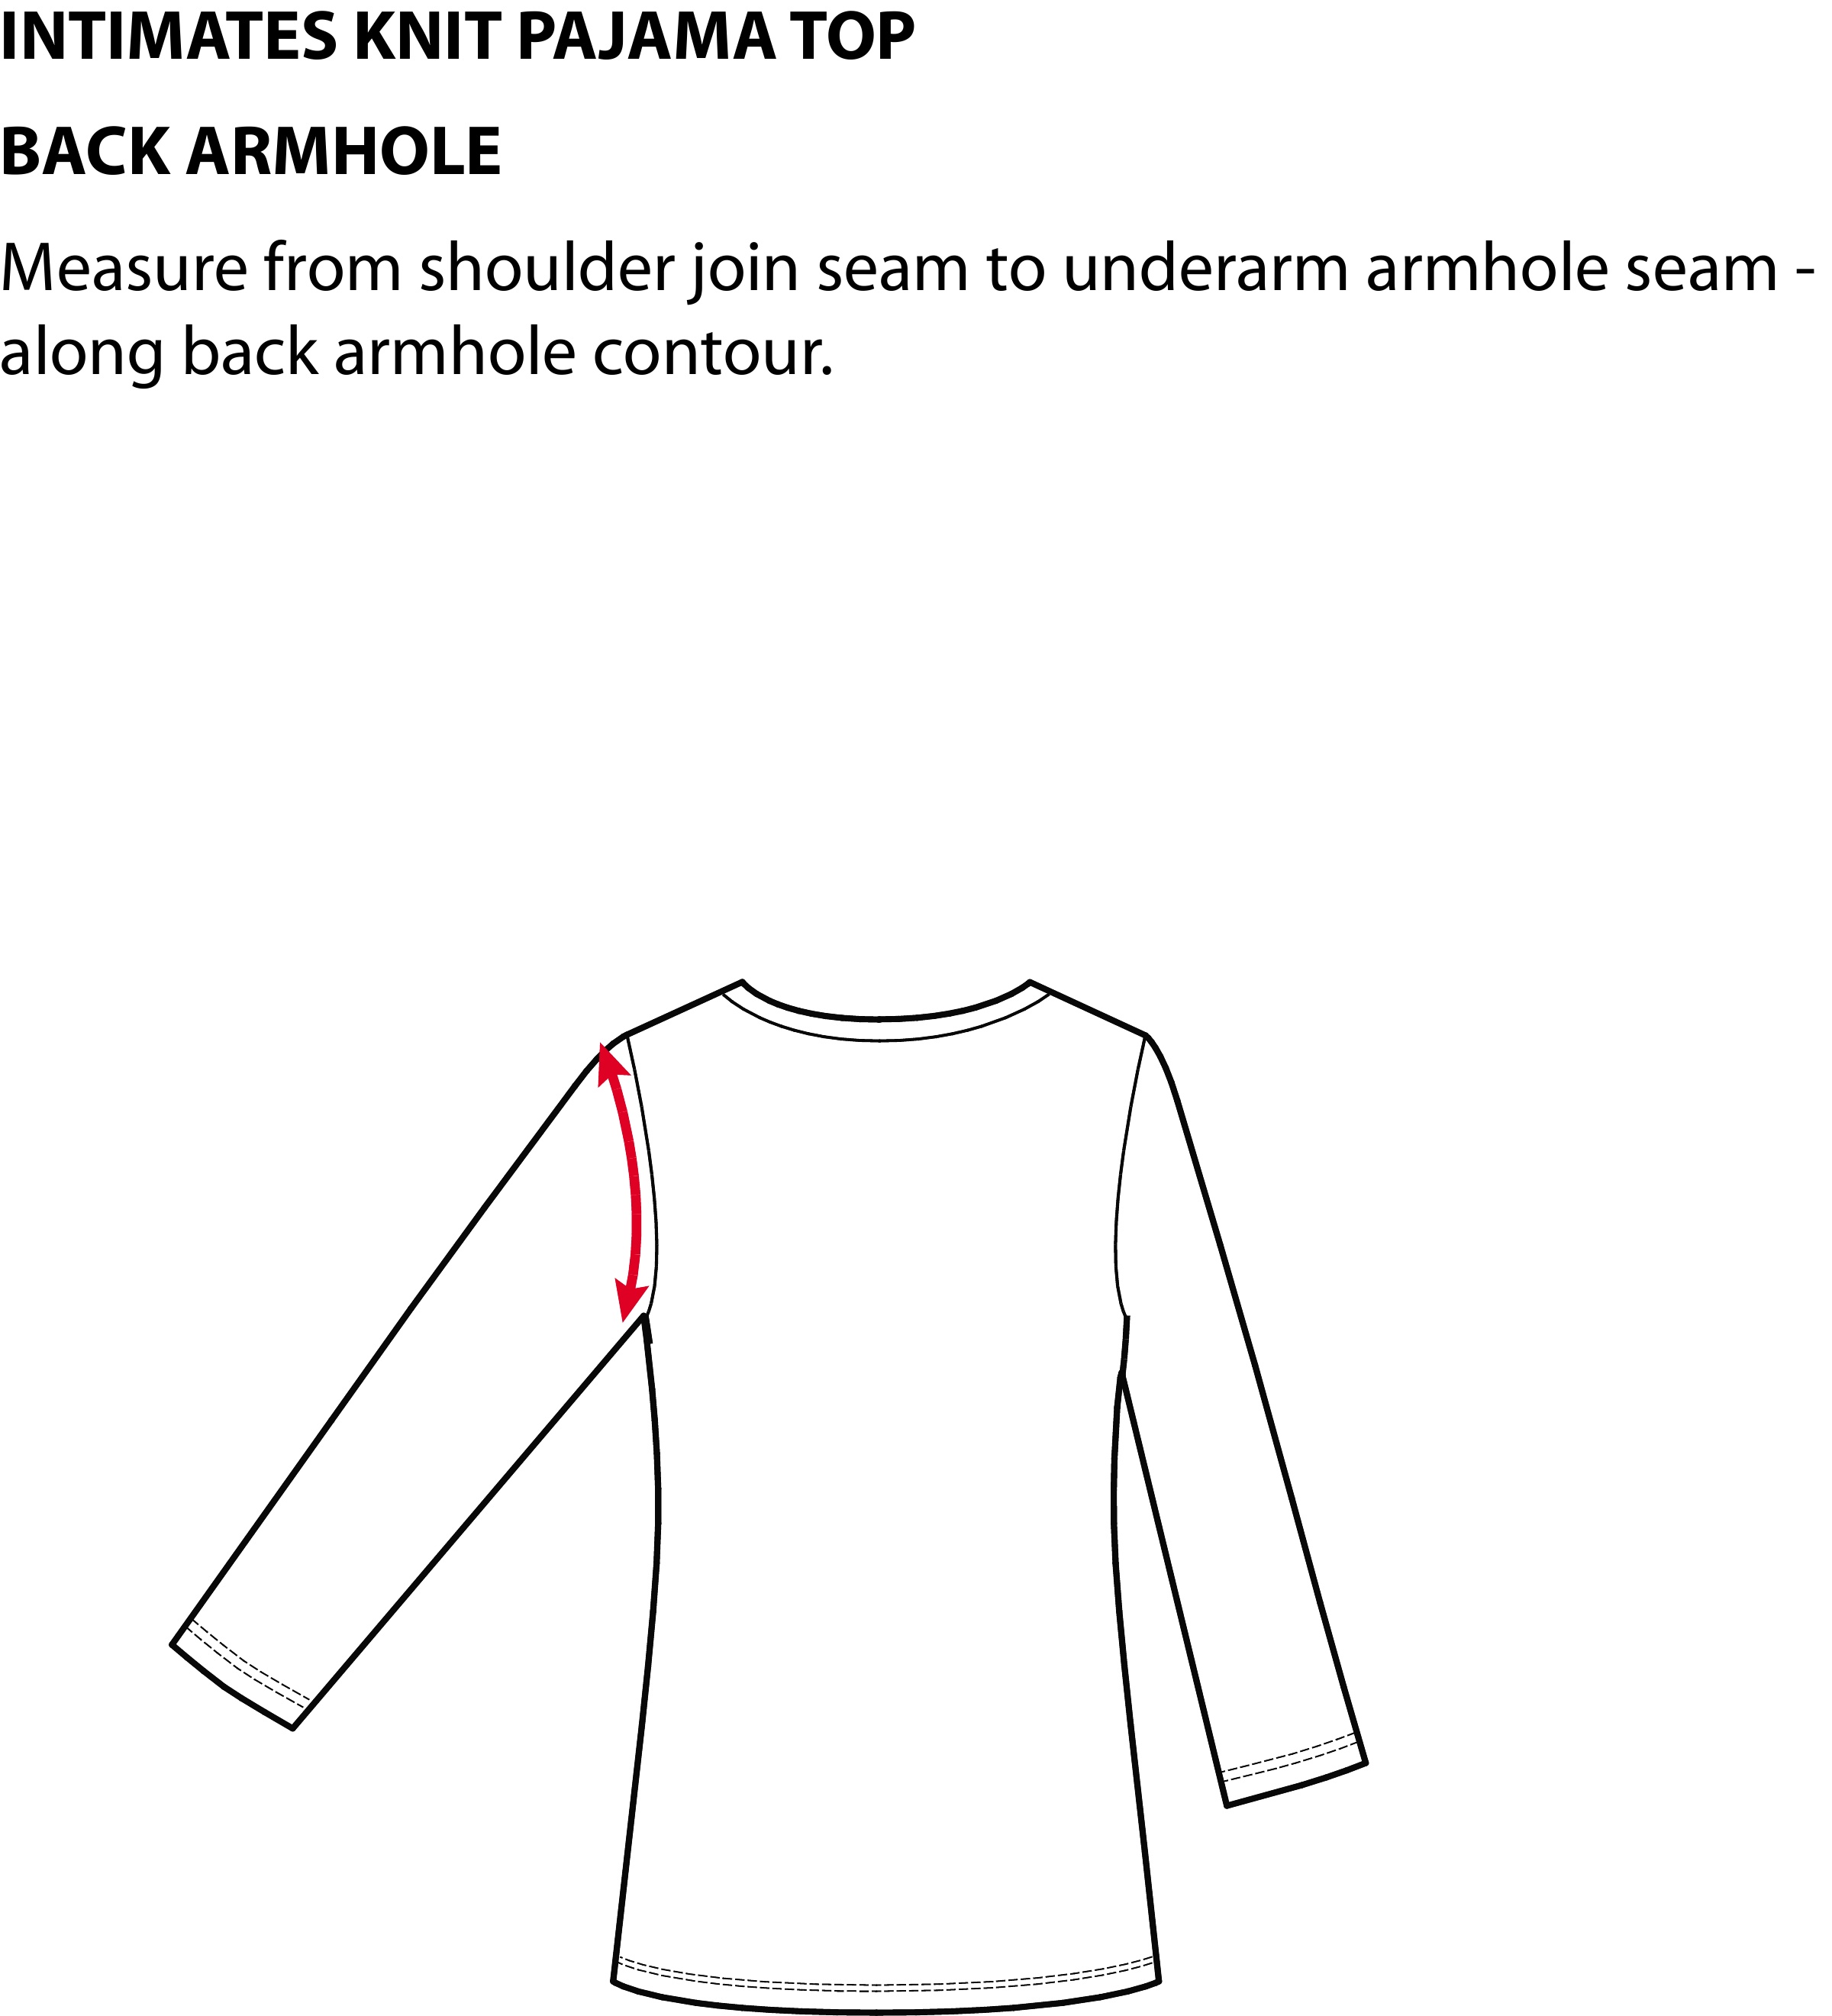 INTIMATES KNIT PAJAMA TOP
BACK ARMHOLE
Measure from shoulder join seam to underarm armhole seam -
along back armhole contour.